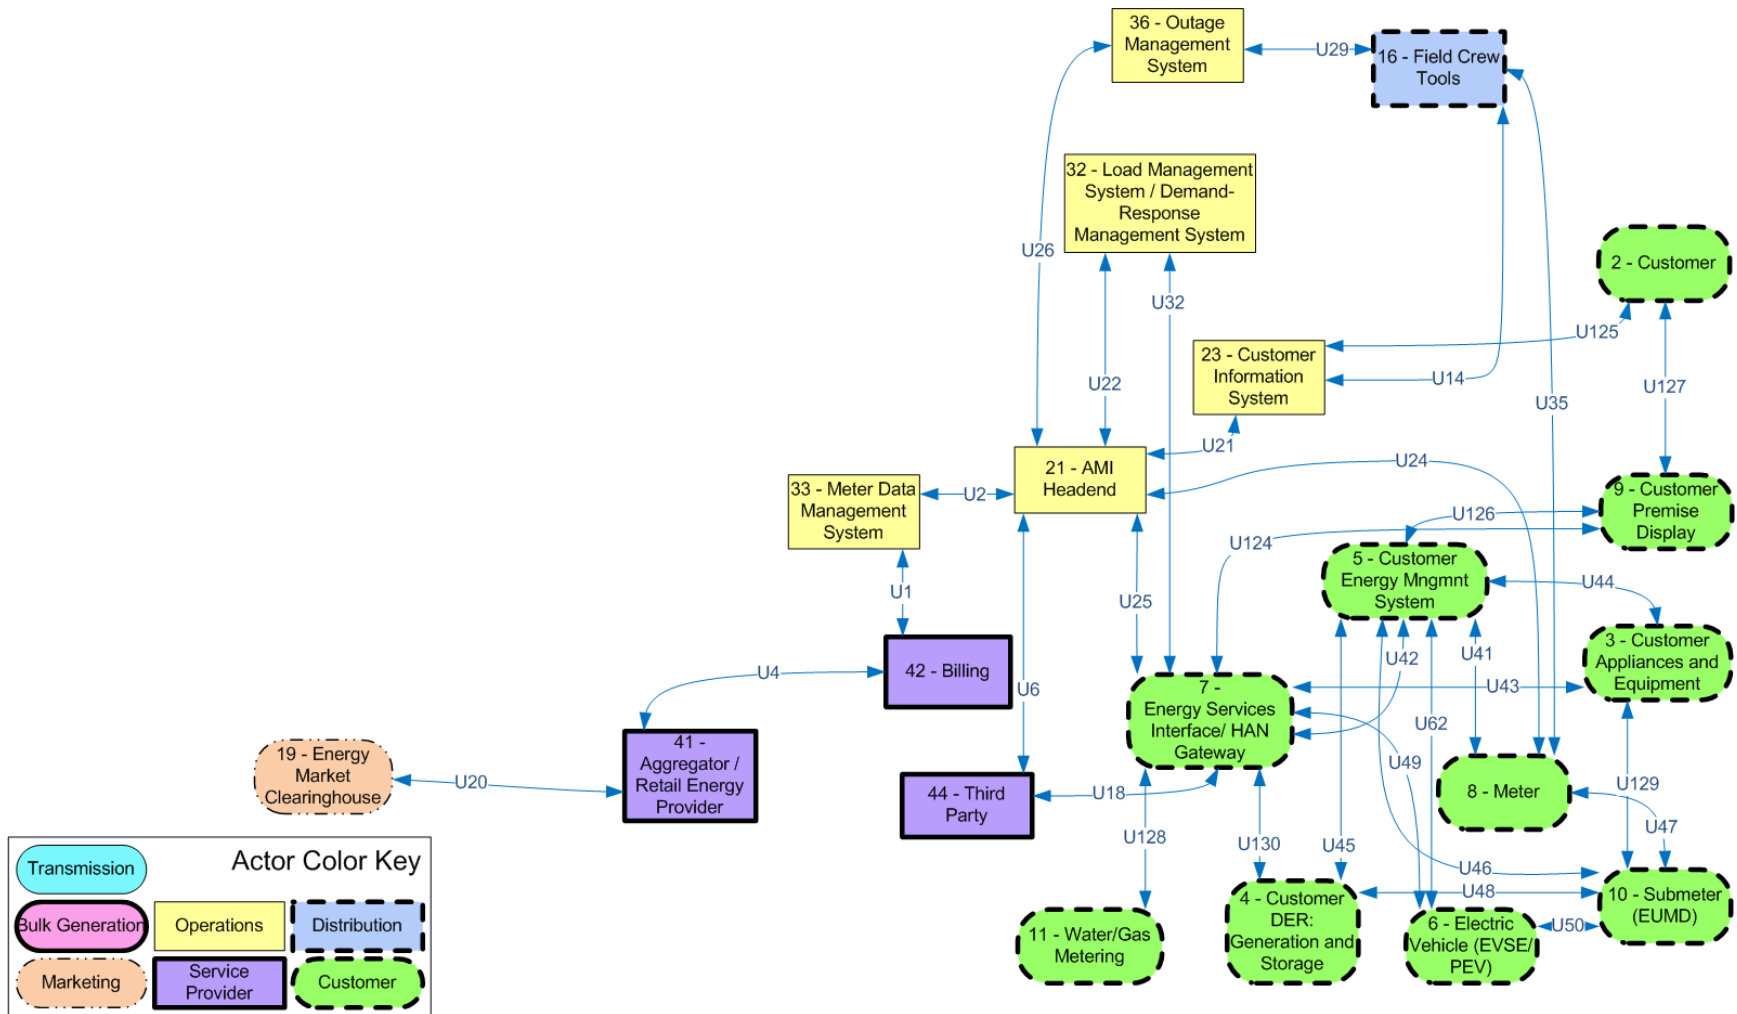 36 - Outage
Management
System
U29
16 - Field Crew
Tools
32 - Load Management
System / Demand-
Response
Management System
U26
2 - Customer
U32
U125
23 - Customer
Information
System
U22
U14
U127
U35
U21
U24
21 - AMI
Headend
33 - Meter Data
Management
System
U2
9 - Customer
Premise
Display
U126
U124
5 - Customer
Energy Mngmnt
System
U44
U1
U25
3 - Customer
Appliances and
Equipment
U42
U41
42 - Billing
U4
U6
7 -
Energy Services
Interface/ HAN
Gateway
U43
U62
19 - Energy
Market
Clearinghouse
U20
41 -
Aggregator /
Retail Energy
Provider
U49
44 - Third
Party
U18
8 - Meter
U129
U47
U128
U130
U45
U46
U48
10 - Submeter
(EUMD)
11 - Water/Gas
Metering
4 - Customer
DER:
Generation and
Storage
6 - Electric
Vehicle (EVSE/
PEV)
U50
Actor Color Key
Transmission
Bulk Generation
Operations
Distribution
Marketing
Service
Provider
Customer